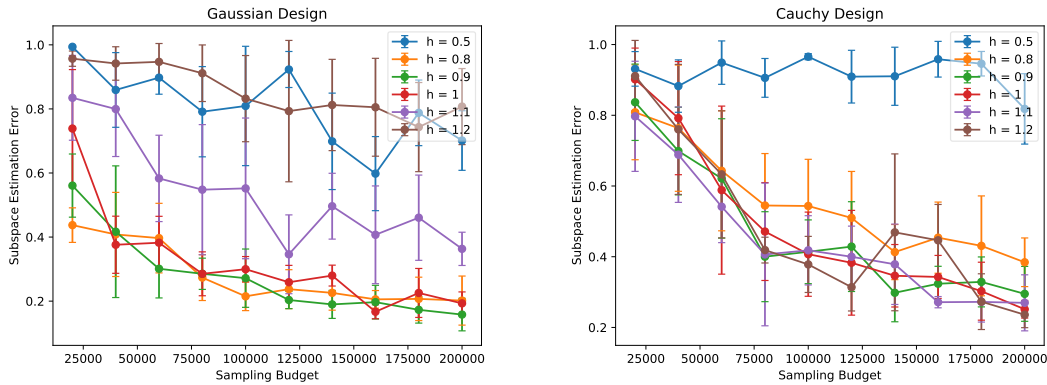 Gaussian Design
1.0
0.8
0.6
0.4
0.2
Subspace Estimation Error
25000 50000 75000 100000 125000 150000 175000 200000
Sampling Budget
h = 0.5
h = 0.8
h = 0.9
h = 1
h = 1.1
h = 1.2
Cauchy Design
1.0
0.8
0.6
0.4
0.2
Subspace Estimation Error
25000 50000 75000 100000 125000 150000 175000 200000
Sampling Budget
h = 0.5
h = 0.8
h = 0.9
h = 1
h = 1.1
h = 1.2